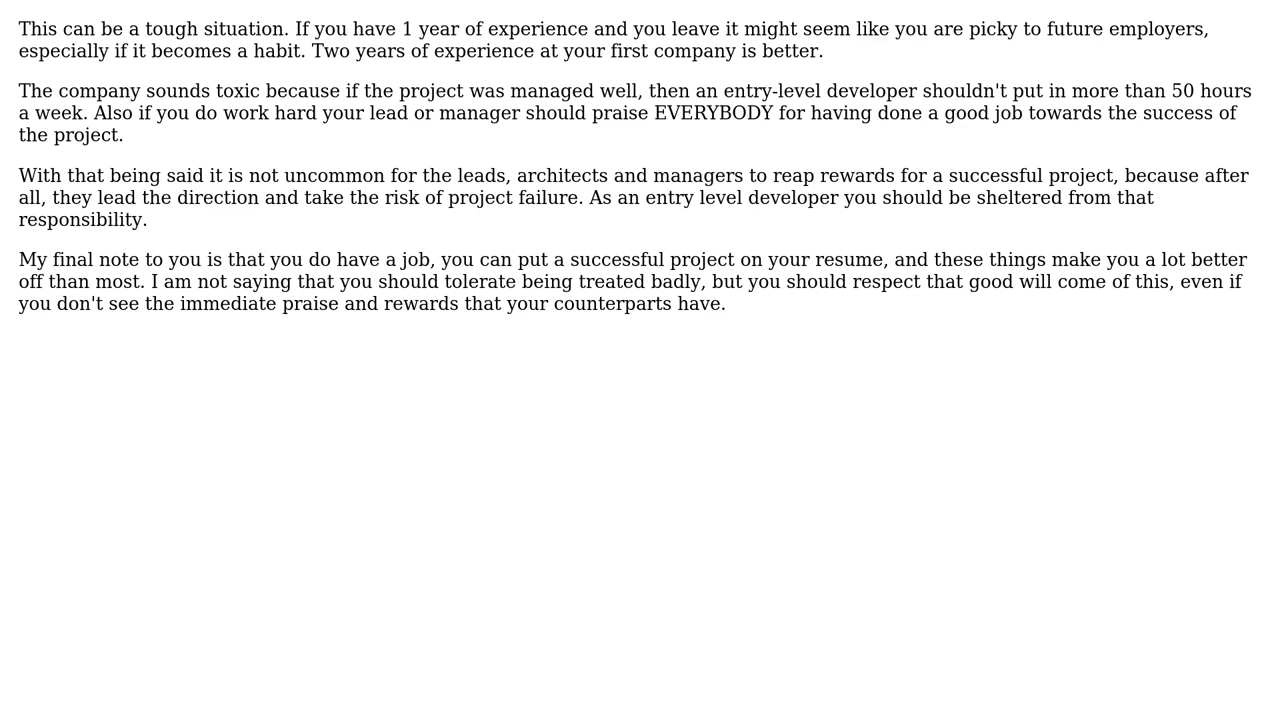 This can be a tough situation. If you have 1 year of experience and you leave it might seem like you are picky to future employers,
especially if it becomes a habit. Two years of experience at your first company is better.
The company sounds toxic because if the project was managed well, then an entry-level developer shouldn't put in more than 50 hours
a week. Also if you do work hard your lead or manager should praise EVERYBODY for having done a good job towards the success of
the project.
With that being said it is not uncommon for the leads, architects and managers to reap rewards for a successful project, because after
all, they lead the direction and take the risk of project failure. As an entry level developer you should be sheltered from that
responsibility.
My final note to you is that you do have a job, you can put a successful project on your resume, and these things make you a lot better
off than most. I am not saying that you should tolerate being treated badly, but you should respect that good will come of this, even if
you don't see the immediate praise and rewards that your counterparts have.